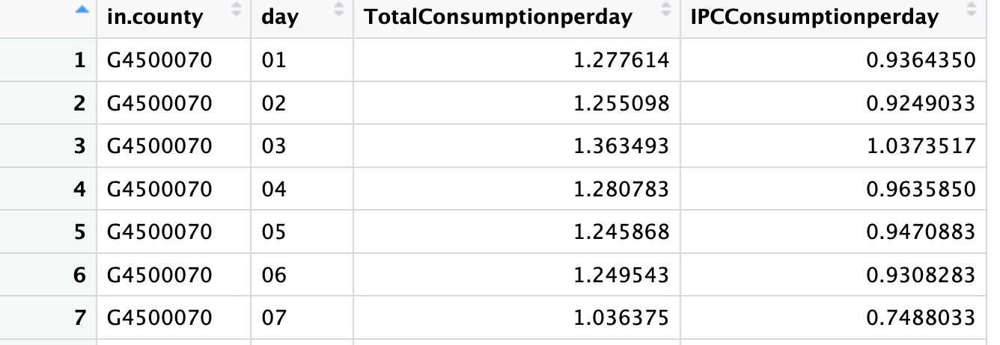 in.county day TotalConsumptionperday IPCConsumptionperday
1 G4500070 01 1.277614 0.9364350
2 G4500070 02 1.255098 0.9249033
3 G4500070 03 1.363493 1.0373517
4 G4500070 04 1.280783 0.9635850
5 G4500070 05 1.245868 0.9470883
6 G4500070 06 1.249543 0.9308283
7 G4500070 07 1.036375 0.7488033